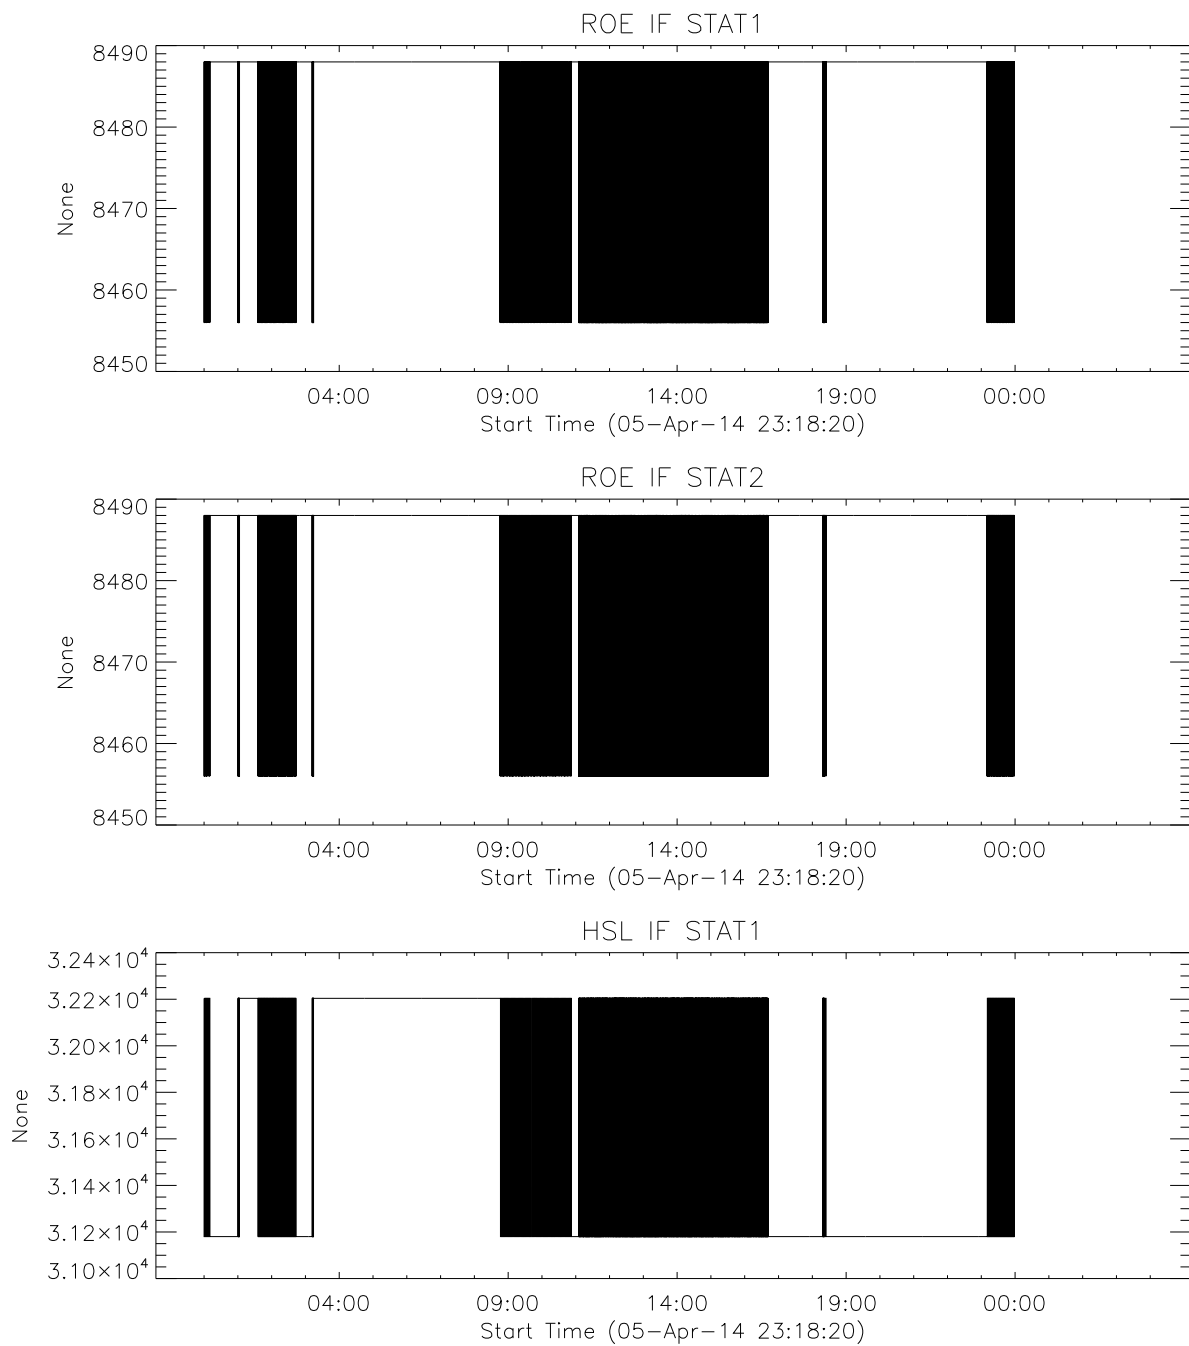 ROE IF STAT1
8490
8480
8470
8460
8450
None
04:00 09:00 14:00 19:00 00:00
Start Time (05-Apr-14 23:18:20)
ROE IF STAT2
8490
8480
8470
8460
8450
None
04:00 09:00 14:00 19:00 00:00
Start Time (05-Apr-14 23:18:20)
HSL IF STAT1
3.24×10⁴
3.22×10⁴
3.20×10⁴
3.18×10⁴
3.16×10⁴
3.14×10⁴
3.12×10⁴
3.10×10⁴
None
04:00 09:00 14:00 19:00 00:00
Start Time (05-Apr-14 23:18:20)